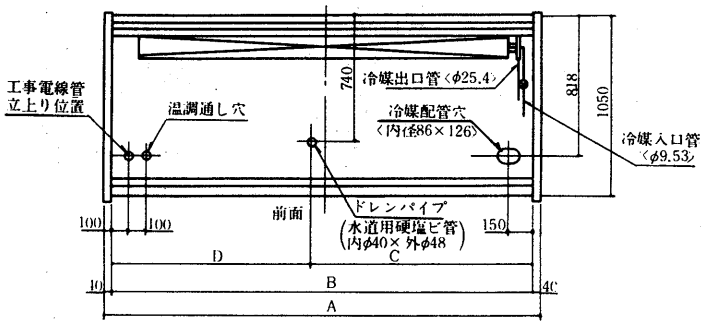 工事電線管
立上り位置
温調通し穴
740
冷媒出口管<φ25.4>
冷媒配管穴
<内径86×126>
818
1050
冷媒入口管
<φ9.53>
100
100
前面
ドレンパイプ
(水道用硬塩ビ管)
(内φ40×外φ48)
150
D
C
40
B
40
A